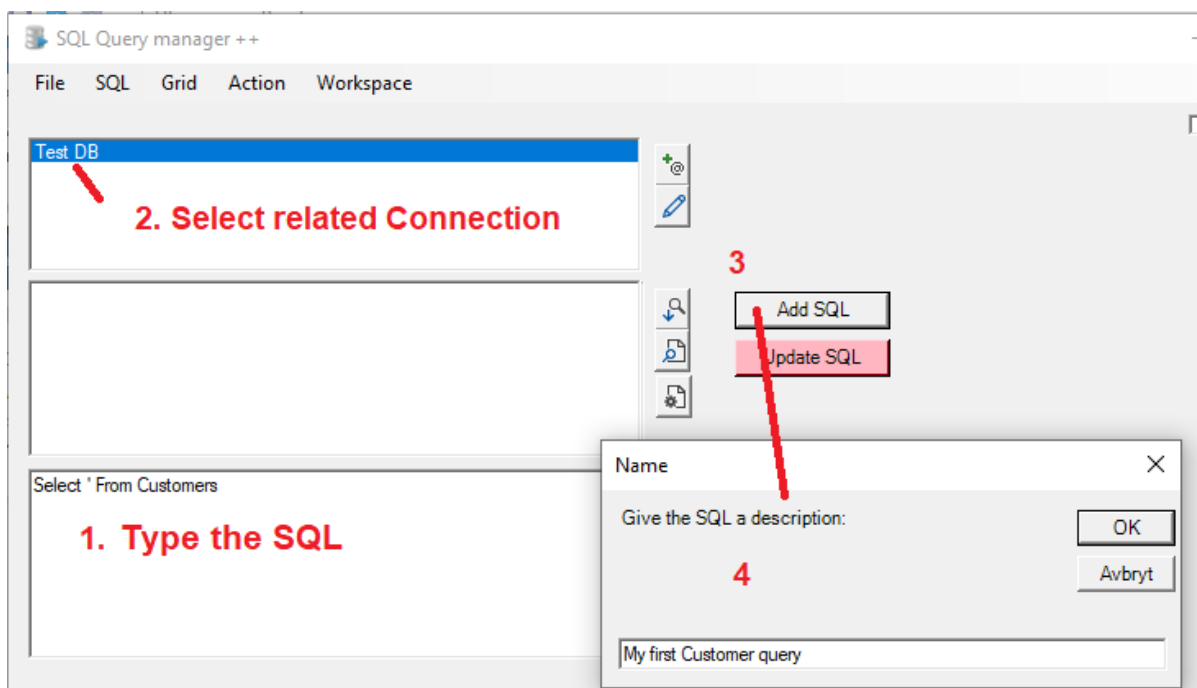 SQL Query manager ++
File SQL Grid Action Workspace
Test DB
2. Select related Connection
3
Add SQL
Update SQL
Select * From Customers
1. Type the SQL
Name
Give the SQL a description:
OK
4
Avbryt
My first Customer query